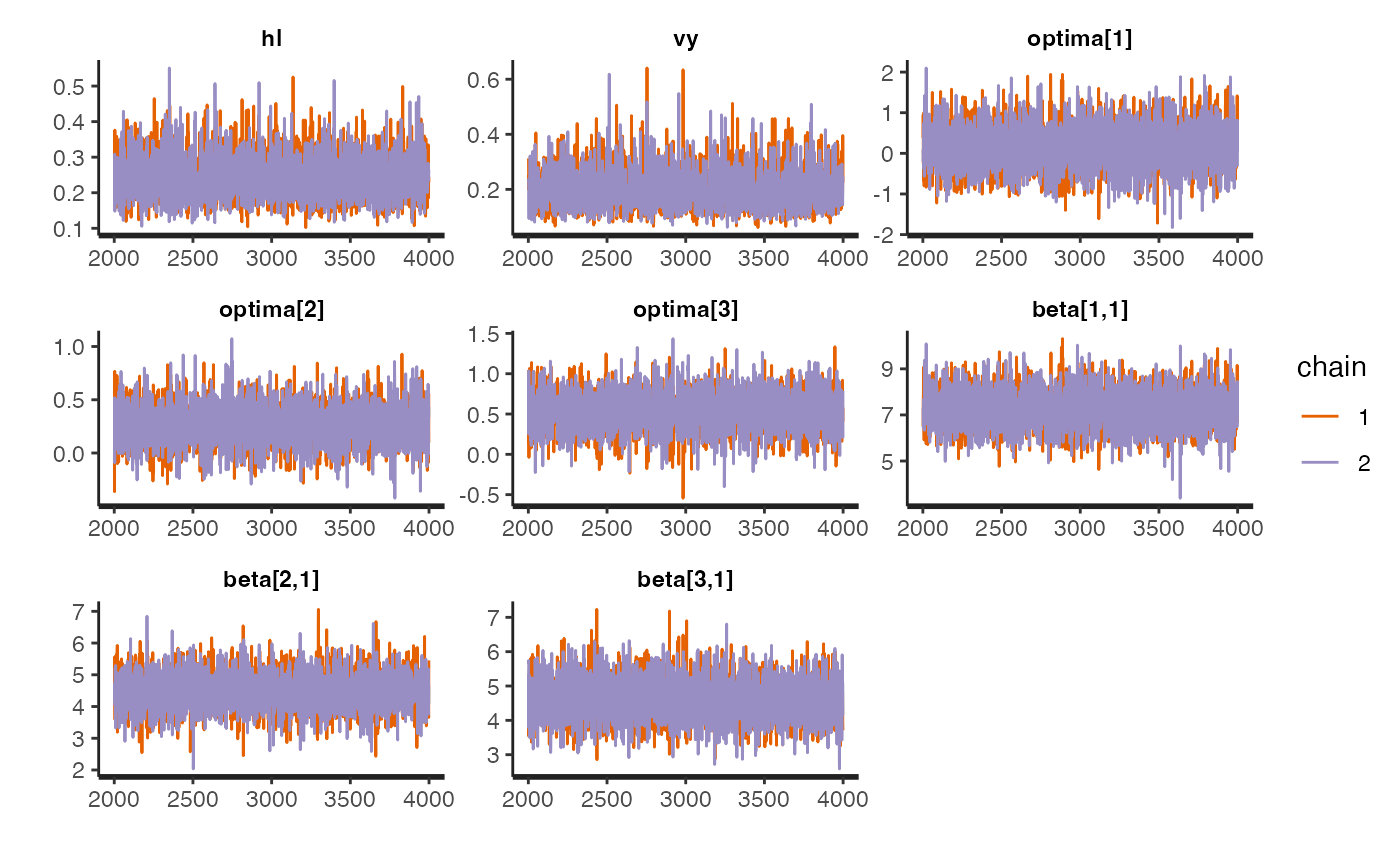 hl vy optima[1]
0.5 0.4 0.3 0.2 0.1
0.6 0.4 0.2
2 1 0 -1 -2
2000 2500 3000 3500 4000 2000 2500 3000 3500 4000 2000 2500 3000 3500 4000
optima[2] optima[3] beta[1,1]
1.0 0.5 0.0
1.5 1.0 0.5 0.0 -0.5
9 7 5
2000 2500 3000 3500 4000 2000 2500 3000 3500 4000 2000 2500 3000 3500 4000
beta[2,1] beta[3,1]
7 6 5 4 3 2
7 6 5 4 3
2000 2500 3000 3500 4000 2000 2500 3000 3500 4000
chain
1
2